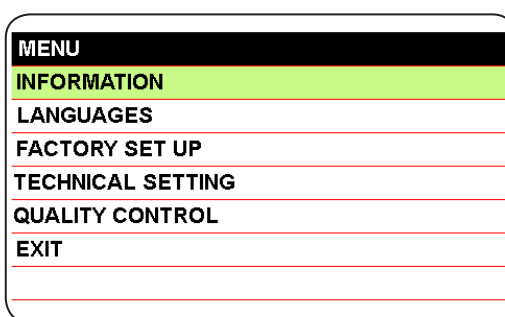 MENU
INFORMATION
LANGUAGES
FACTORY SET UP
TECHNICAL SETTING
QUALITY CONTROL
EXIT